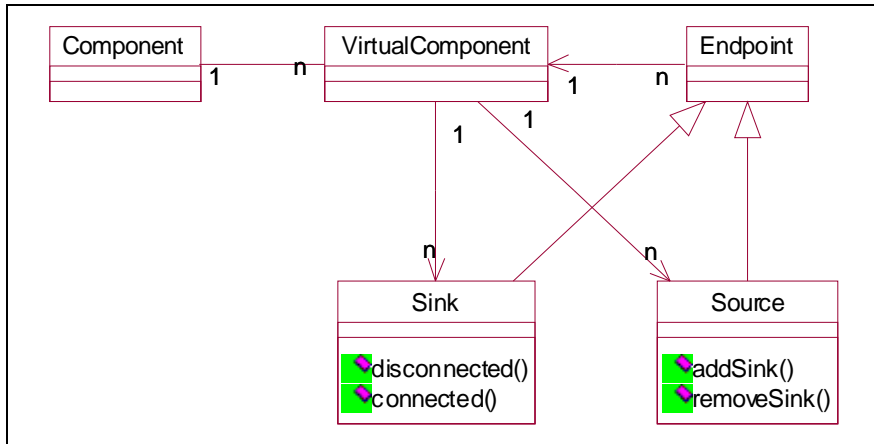 Component
VirtualComponent
Endpoint
1
n
1
n
1
1
n
n
Sink
disconnected()
connected()
Source
addSink()
removeSink()